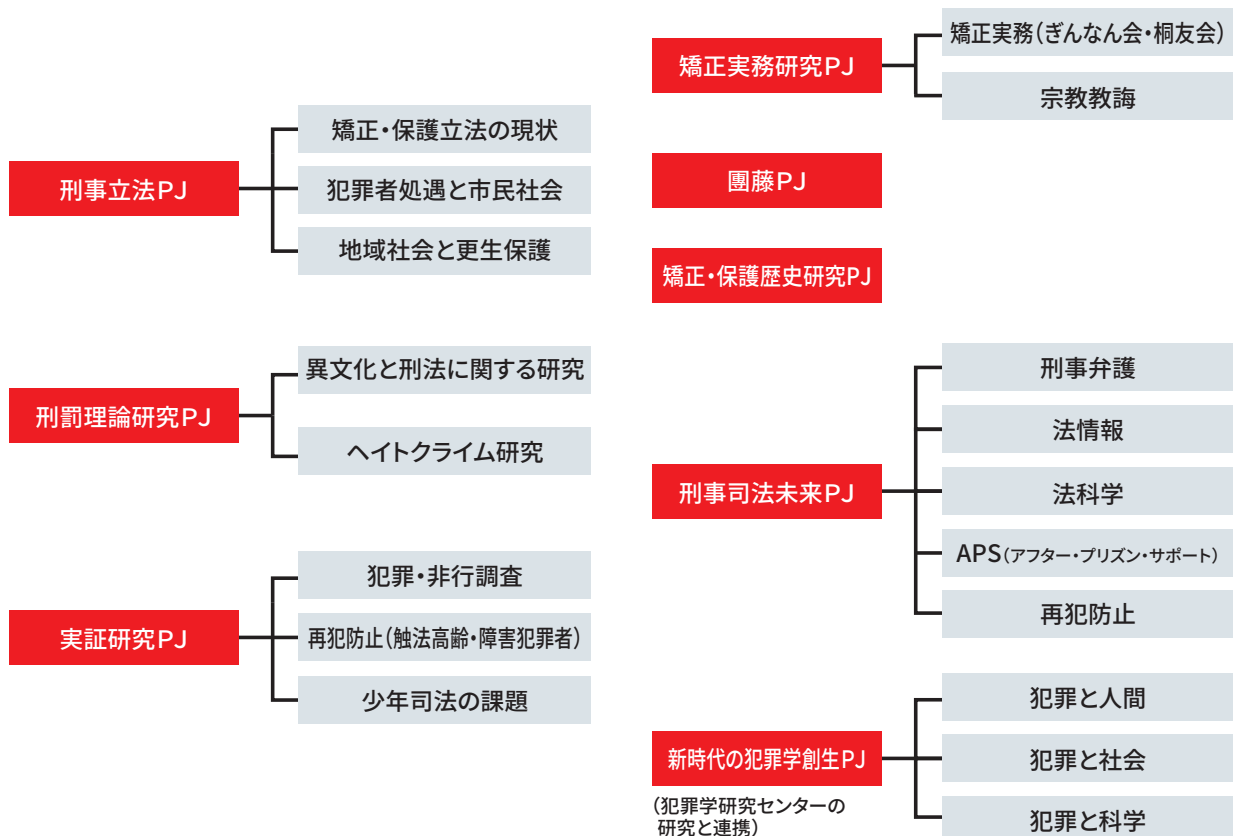 刑事立法PJ
矯正・保護立法の現状
犯罪者処遇と市民社会
地域社会と更生保護
刑罰理論研究PJ
異文化と刑法に関する研究
ヘイトクライム研究
実証研究PJ
犯罪・非行調査
再犯防止（触法高齢・障害犯罪者）
少年司法の課題
矯正実務研究PJ
矯正実務（ぎんなん会・桐友会）
宗教教誨
團藤PJ
矯正・保護歴史研究PJ
刑事司法未来PJ
刑事弁護
法情報
法科学
APS（アフター・プリズン・サポート）
再犯防止
新時代の犯罪学創生PJ
（犯罪学研究センターの
研究と連携）
犯罪と人間
犯罪と社会
犯罪と科学